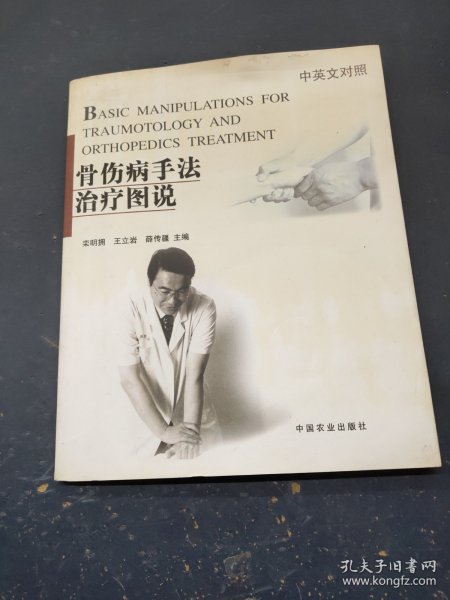 中英文对照
BASIC MANIPULATIONS FOR
TRAUMOTOLOGY AND
ORTHOPEDICS TREATMENT
骨伤病手法
治疗图说
栾明拥 王立岩 薛传疆 主编
中国农业出版社
孔夫子旧书网
www.kongfz.com